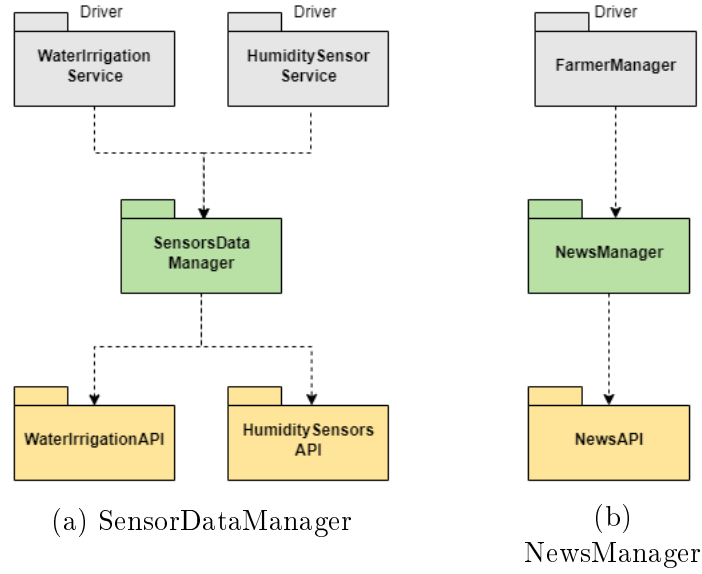 Driver
Driver
Driver
WaterIrrigation
Service
HumiditySensor
Service
FarmerManager
SensorsData
Manager
NewsManager
WaterIrrigationAPI
HumiditySensors
API
NewsAPI
(a) SensorDataManager
(b)
NewsManager